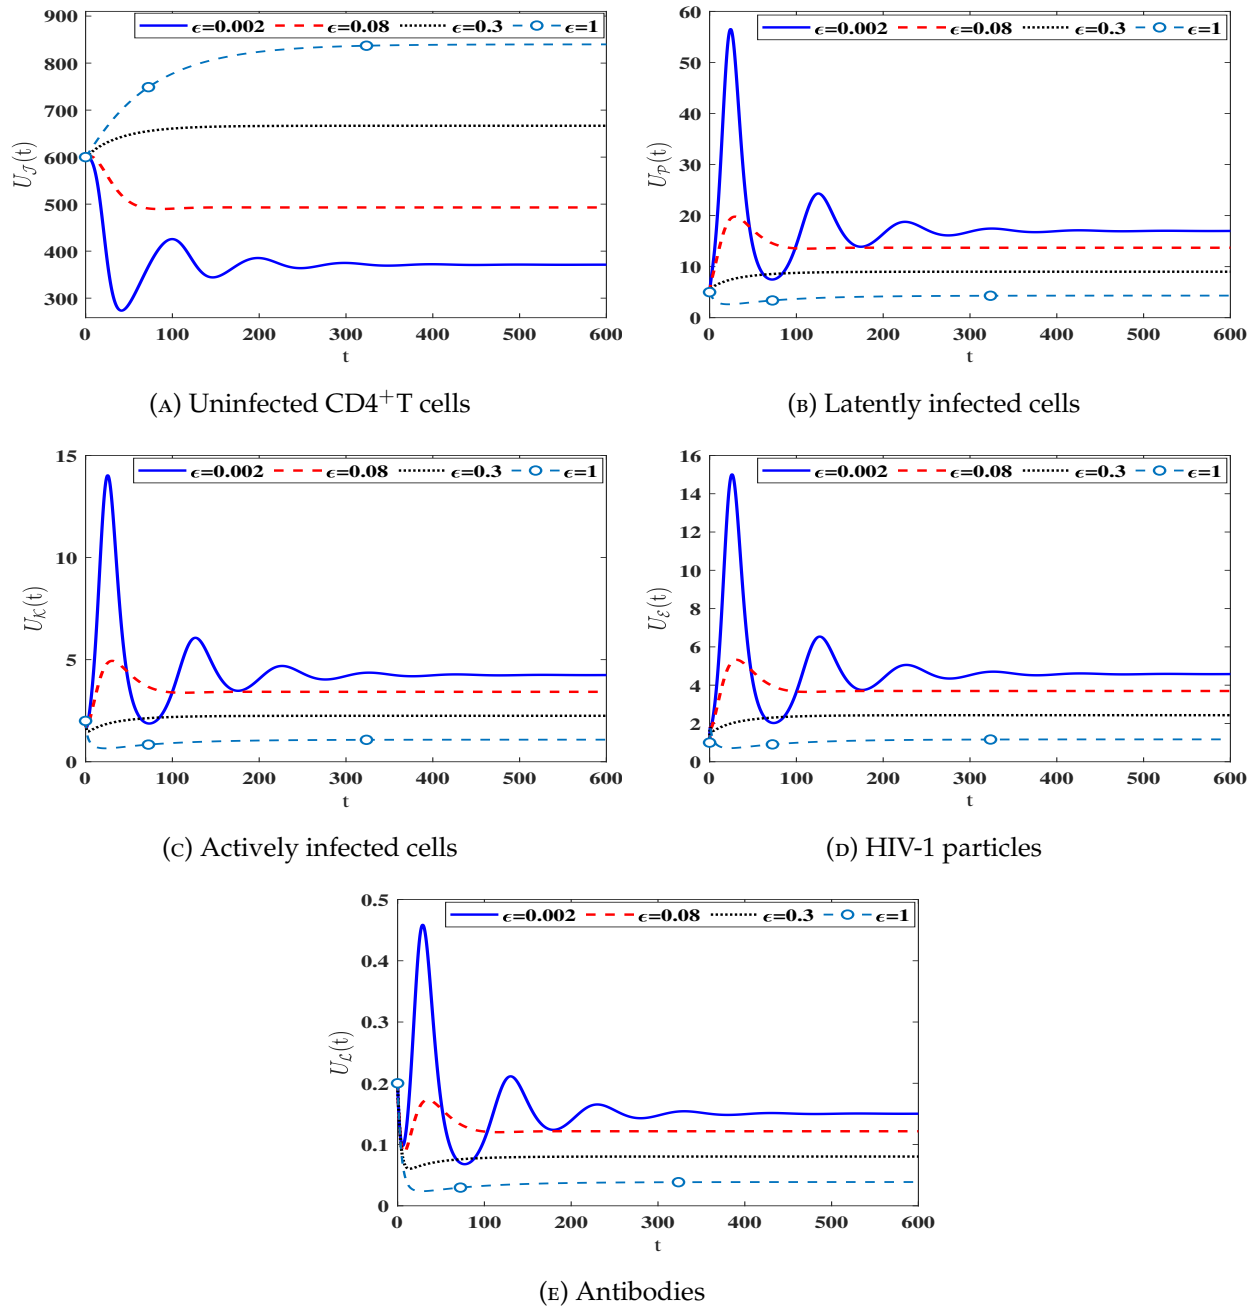 900
800
700
600
500
400
300
0 100 200 300 400 500 600
U_𝒥(t)
t
ϵ=0.002 ϵ=0.08 ϵ=0.3 ϵ=1
(A) Uninfected CD4⁺T cells
60
50
40
30
20
10
0
0 100 200 300 400 500 600
U_𝒫(t)
t
ϵ=0.002 ϵ=0.08 ϵ=0.3 ϵ=1
(B) Latently infected cells
15
10
5
0
0 100 200 300 400 500 600
U_𝒦(t)
t
ϵ=0.002 ϵ=0.08 ϵ=0.3 ϵ=1
(C) Actively infected cells
16
14
12
10
8
6
4
2
0
0 100 200 300 400 500 600
U_ℰ(t)
t
ϵ=0.002 ϵ=0.08 ϵ=0.3 ϵ=1
(D) HIV-1 particles
0.5
0.4
0.3
0.2
0.1
0
0 100 200 300 400 500 600
U_ℒ(t)
t
ϵ=0.002 ϵ=0.08 ϵ=0.3 ϵ=1
(E) Antibodies